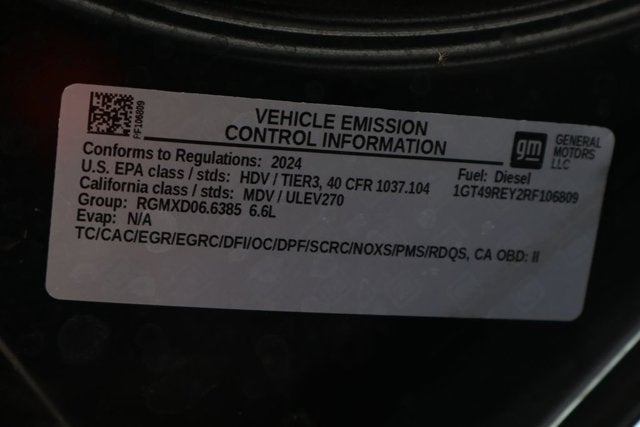 PF106809
VEHICLE EMISSION
CONTROL INFORMATION
gm
GENERAL
MOTORS
LLC
Conforms to Regulations: 2024
Fuel: Diesel
U.S. EPA class / stds: HDV / TIER3, 40 CFR 1037.104
1GT49REY2RF106809
California class / stds: MDV / ULEV270
Group: RGMXD06.6385 6.6L
Evap: N/A
TC/CAC/EGR/EGRC/DFI/OC/DPF/SCRC/NOXS/PMS/RDQS, CA OBD: II